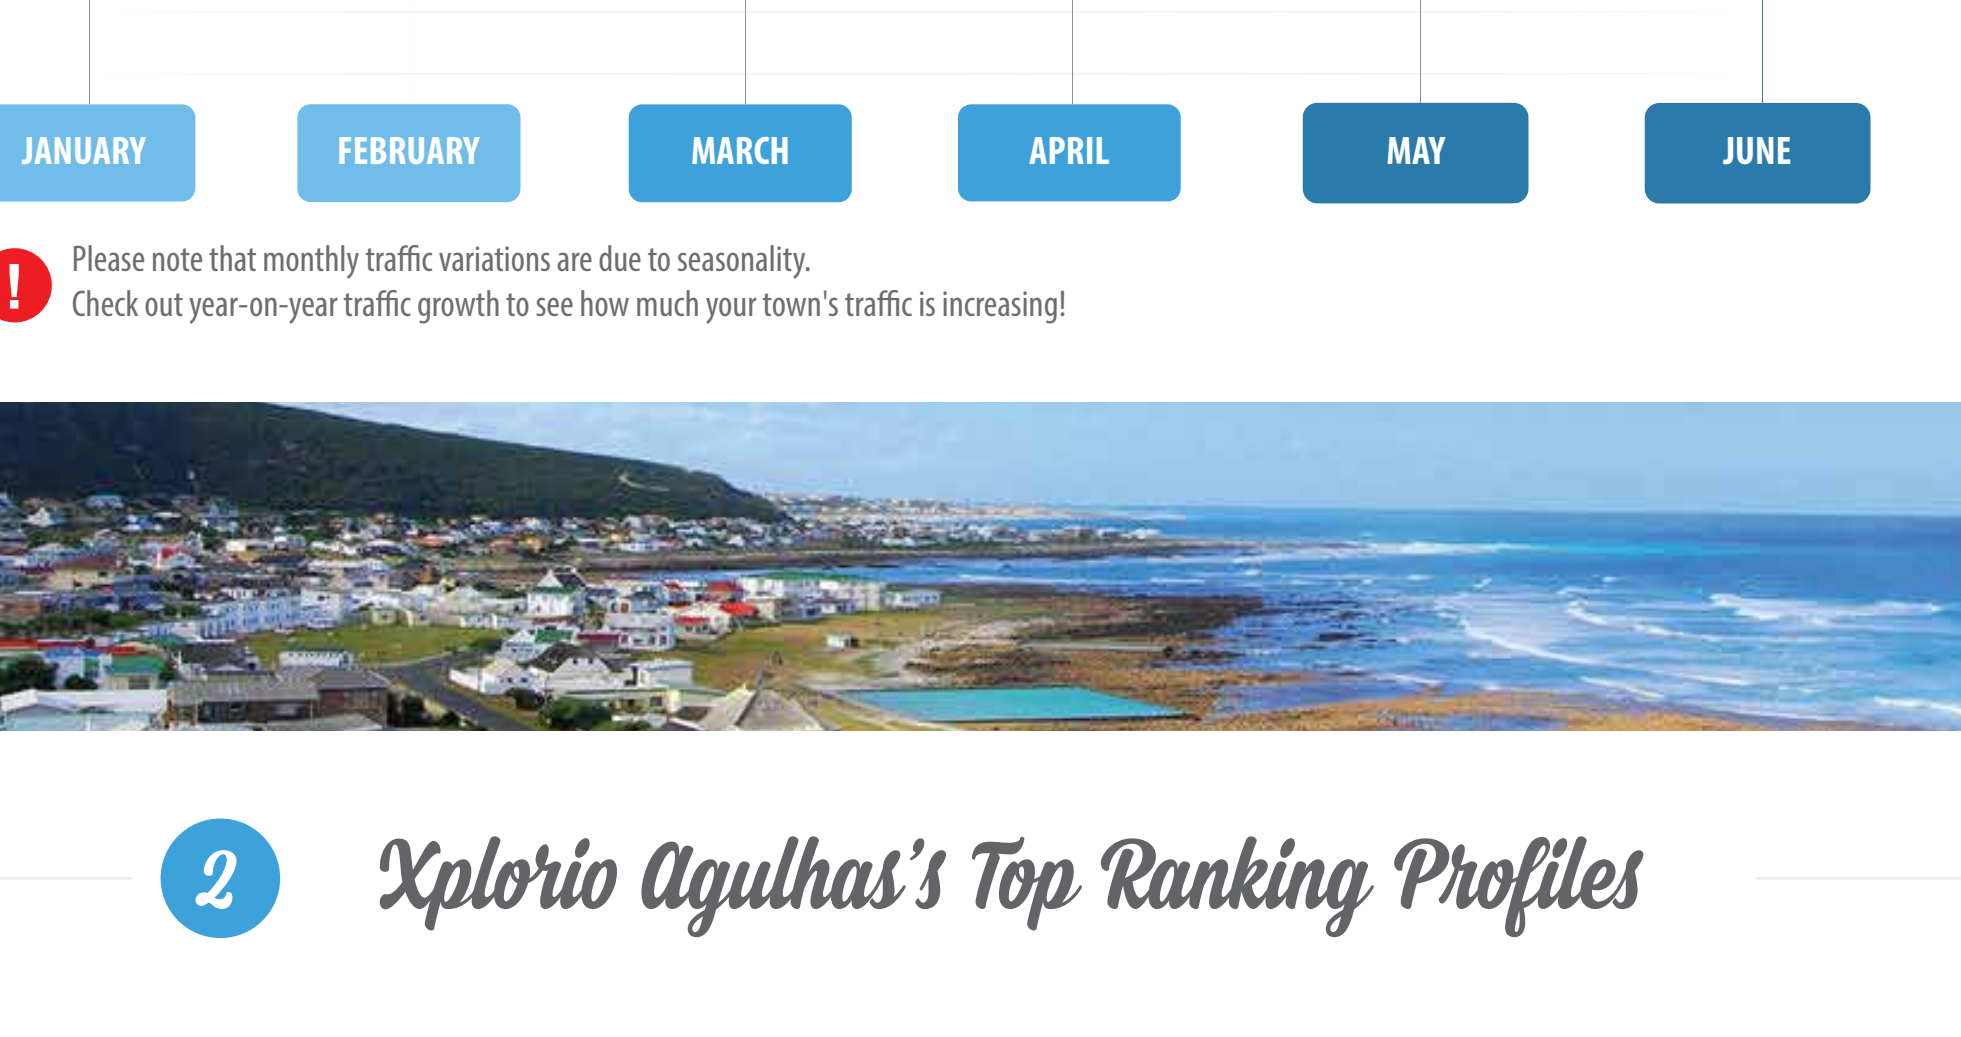 JANUARY FEBRUARY MARCH APRIL MAY JUNE
!
Please note that monthly traffic variations are due to seasonality.
Check out year-on-year traffic growth to see how much your town's traffic is increasing!
2 Xplorio Agulhas's Top Ranking Profiles